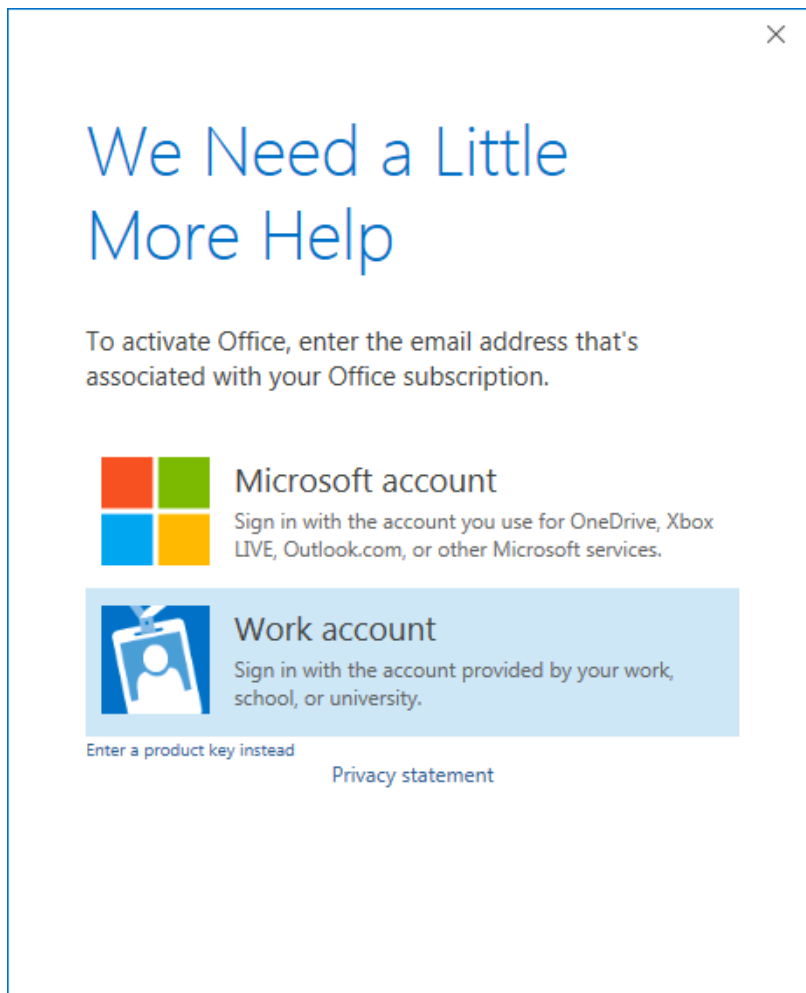 We Need a Little
More Help
To activate Office, enter the email address that's
associated with your Office subscription.
Microsoft account
Sign in with the account you use for OneDrive, Xbox
LIVE, Outlook.com, or other Microsoft services.
Work account
Sign in with the account provided by your work,
school, or university.
Enter a product key instead
Privacy statement